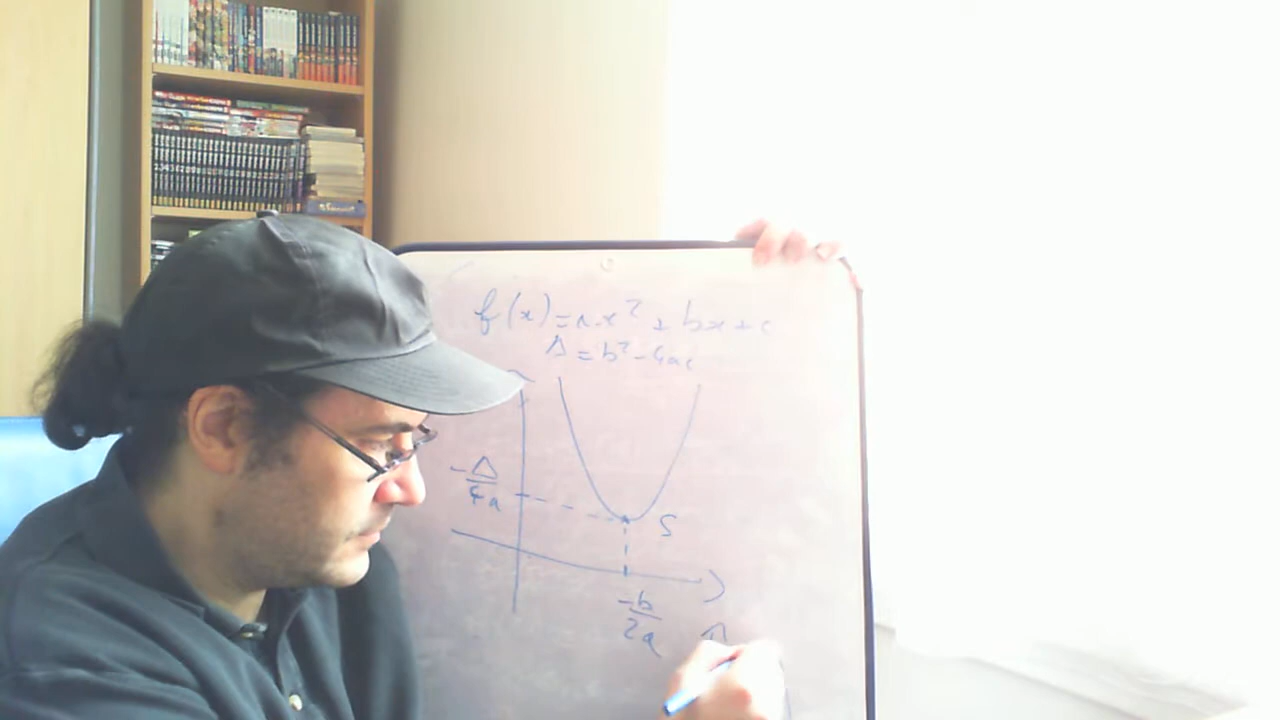 f(x)=ax²+bx+c
Δ=b²-4ac
-Δ/4a
S
-b/2a